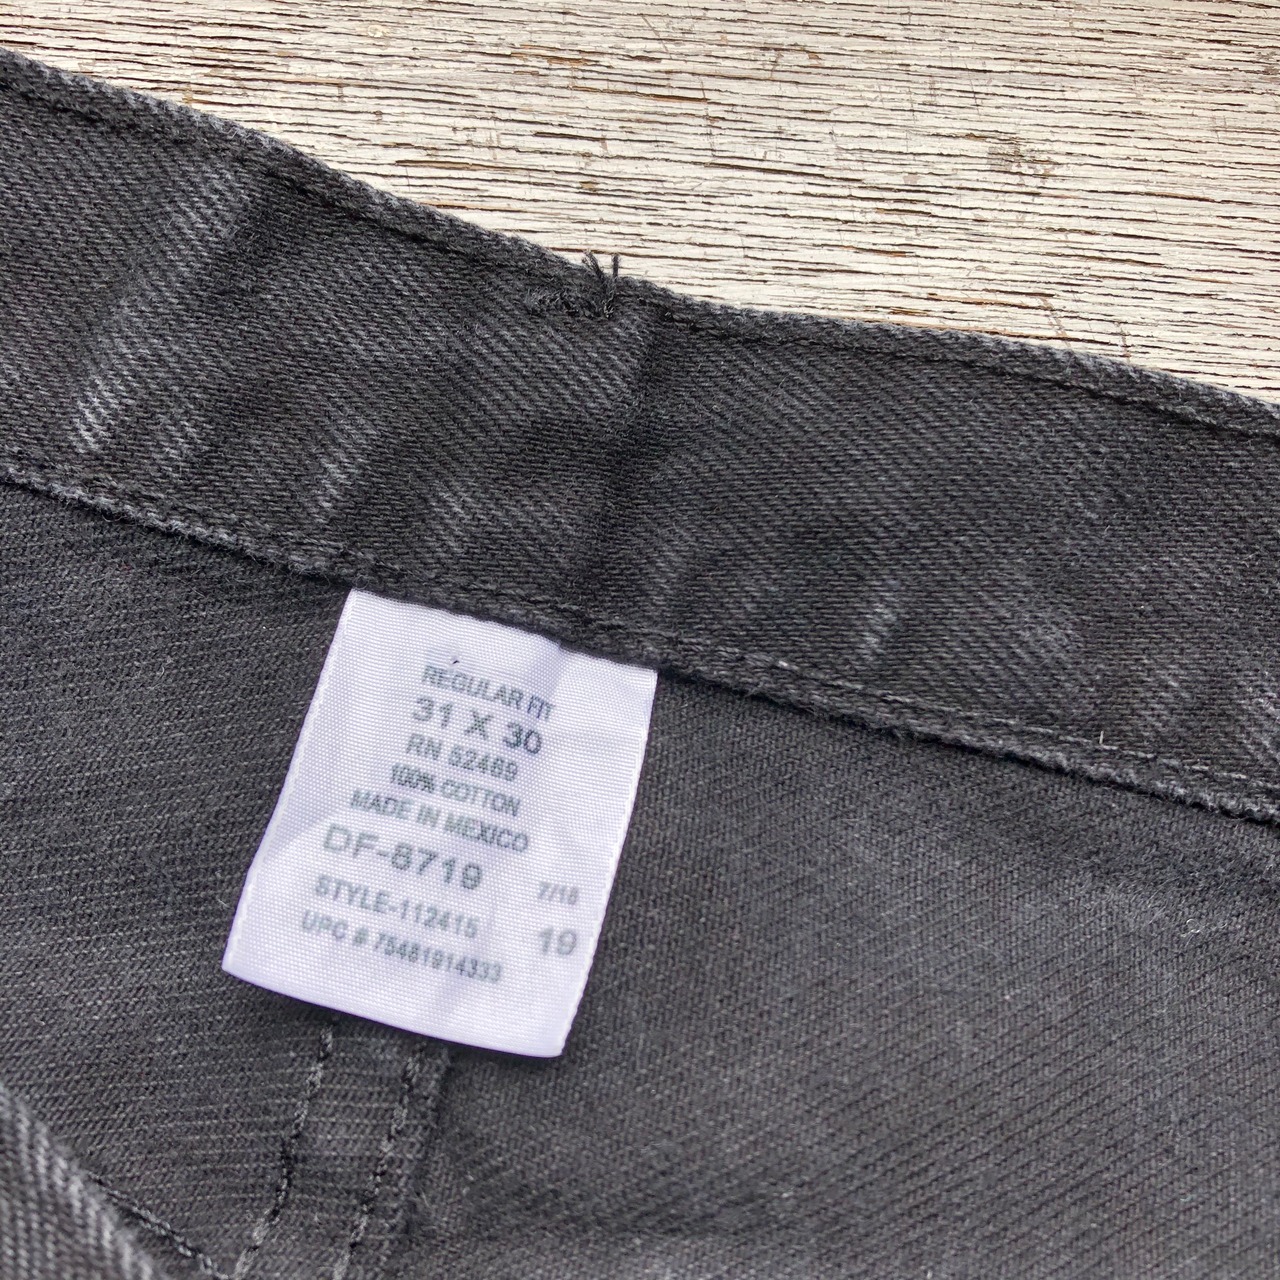 REGULAR FIT
31 X 30
RN 52469
100% COTTON
MADE IN MEXICO
DF-8719
7/18
STYLE-112415
19
UPC # 75481914333